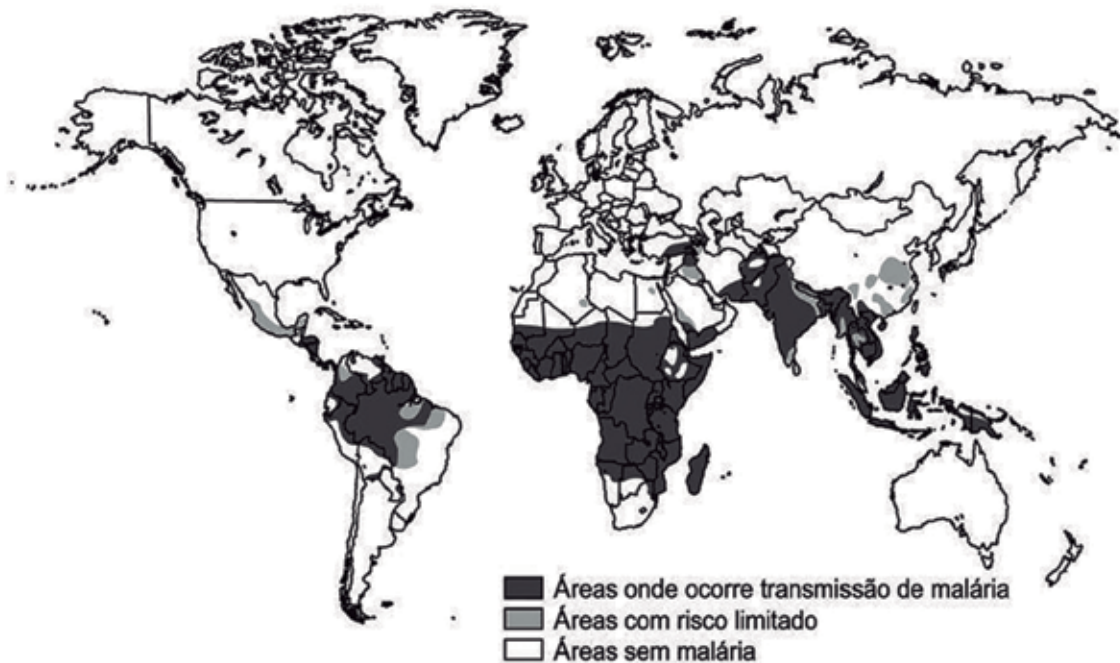 Áreas onde ocorre transmissão de malária
Áreas com risco limitado
Áreas sem malária